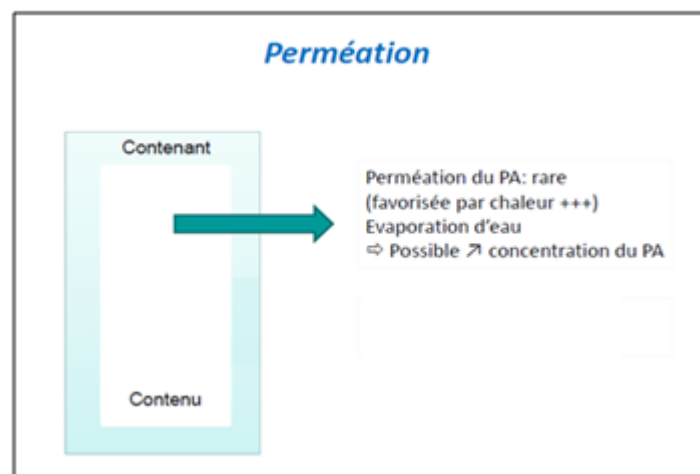 Perméation
Contenant
Perméation du PA: rare
(favorisée par chaleur +++)
Evaporation d'eau
⇨ Possible ↗ concentration du PA
Contenu